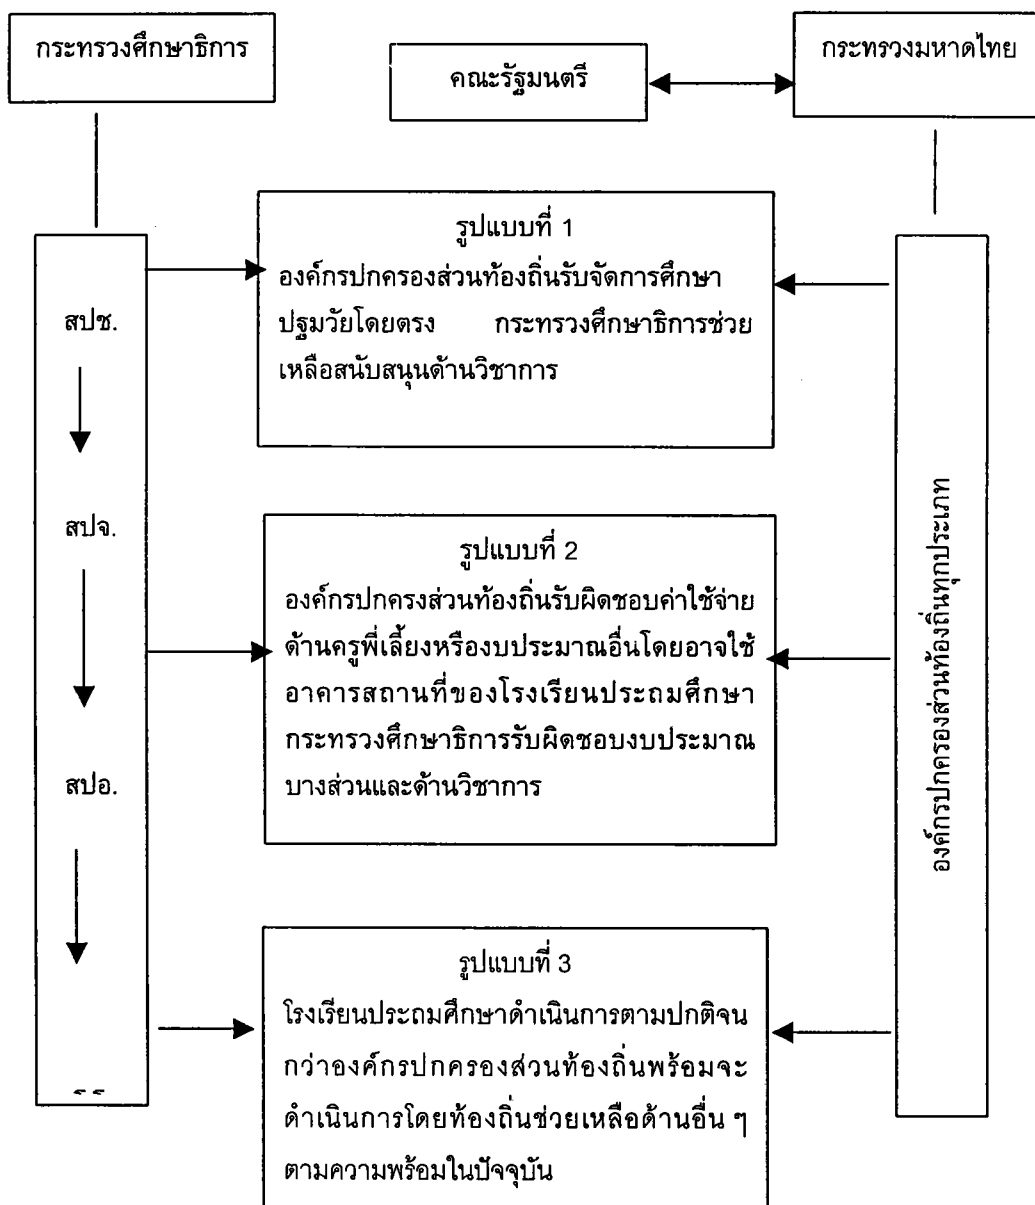 กระทรวงศึกษาธิการ
คณะรัฐมนตรี
กระทรวงมหาดไทย
รูปแบบที่ 1
องค์กรปกครองส่วนท้องถิ่นรับจัดการศึกษา
ปฐมวัยโดยตรง กระทรวงศึกษาธิการช่วย
เหลือสนับสนุนด้านวิชาการ
สปช.
สปจ.
สปอ.
รูปแบบที่ 2
องค์กรปกครงส่วนท้องถิ่นรับผิดชอบค่าใช้จ่าย
ด้านครูพี่เลี้ยงหรืองบประมาณอื่นโดยอาจใช้
อาคารสถานที่ของโรงเรียนประถมศึกษา
กระทรวงศึกษาธิการรับผิดชอบงบประมาณ
บางส่วนและด้านวิชาการ
องค์กรปกครองส่วนท้องถิ่นทุกประเภท
รูปแบบที่ 3
โรงเรียนประถมศึกษาดำเนินการตามปกติจน
กว่าองค์กรปกครองส่วนท้องถิ่นพร้อมจะ
ดำเนินการโดยท้องถิ่นช่วยเหลือด้านอื่น ๆ
ตามความพร้อมในปัจจุบัน